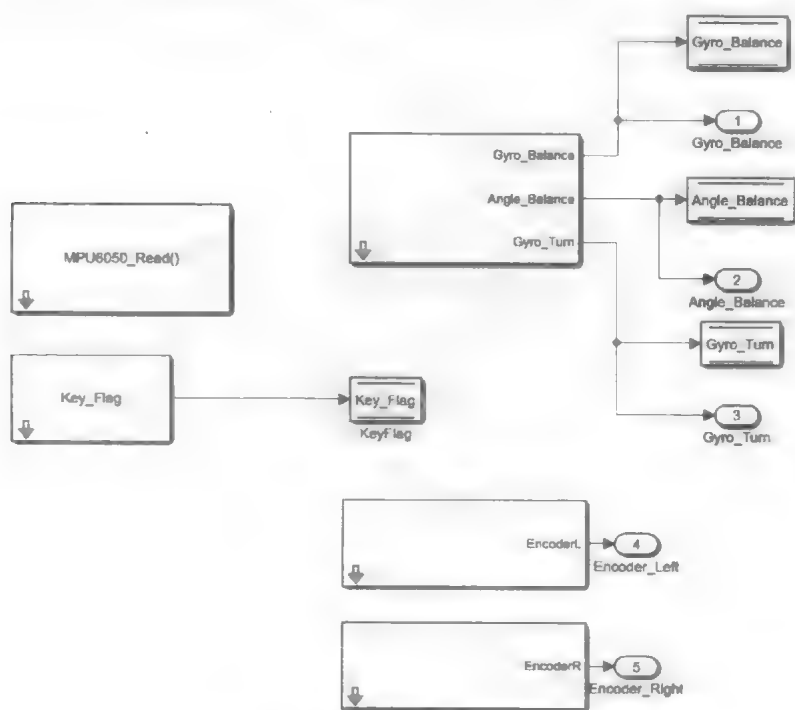 Gyro_Balance
1
Gyro_Balance
Gyro_Balance
Angle_Balance
Gyro_Turn
Angle_Balance
2
Angle_Balance
MPU6050_Read()
Gyro_Turn
3
Gyro_Turn
Key_Flag
Key_Flag
KeyFlag
EncoderL
4
Encoder_Left
EncoderR
5
Encoder_Right